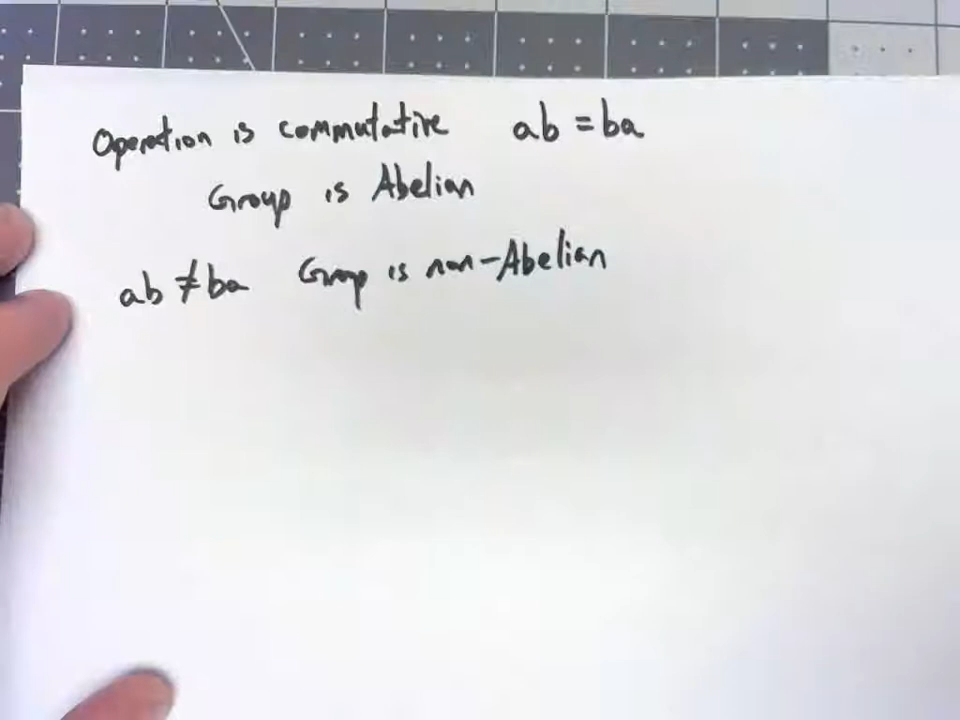 Operation is commutative ab = ba
Group is Abelian
ab ≠ ba Group is non-Abelian